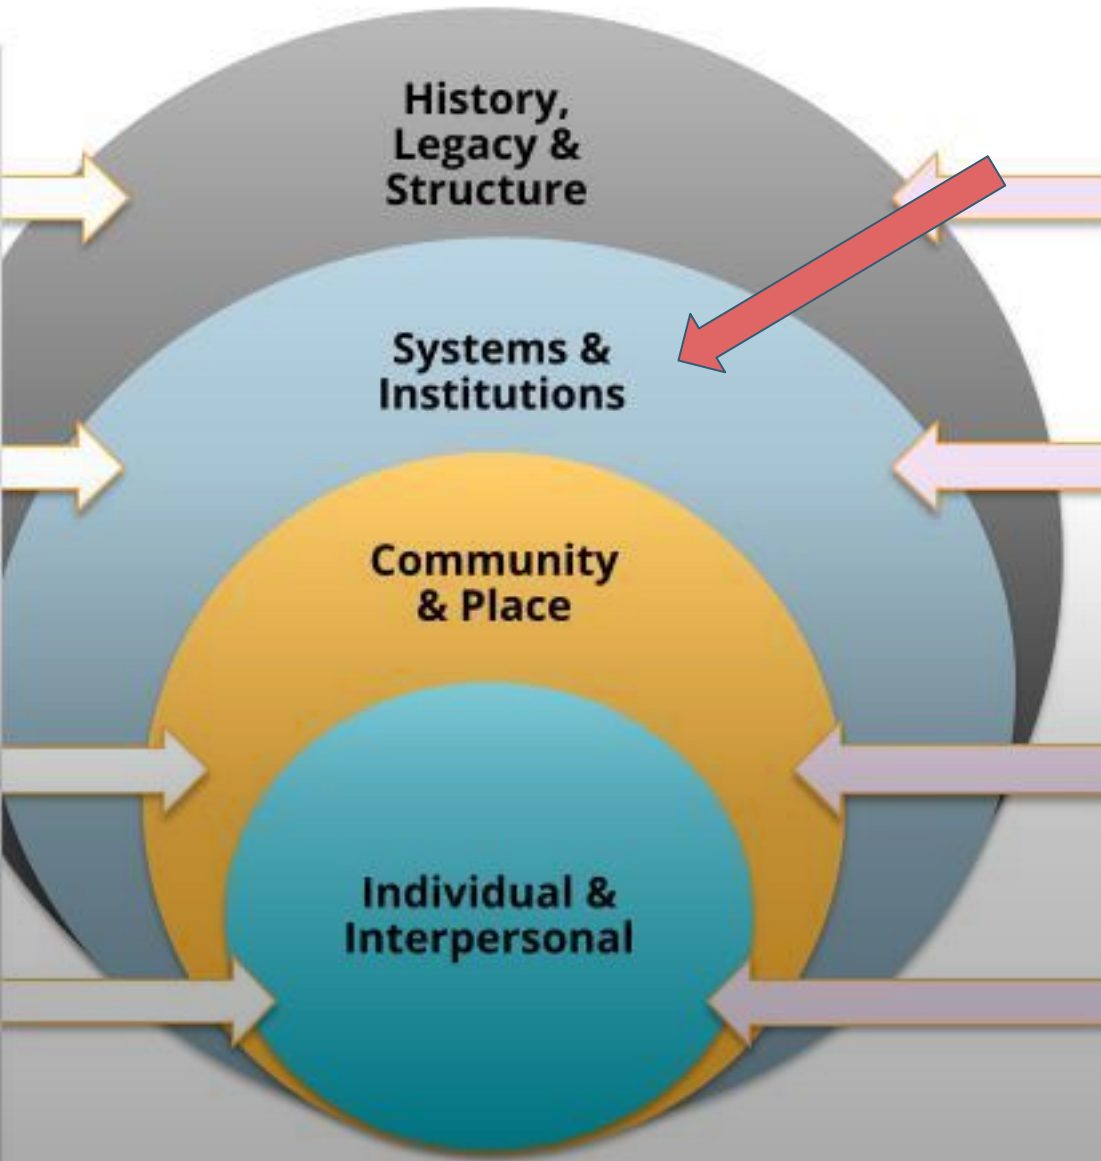 History,
Legacy &
Structure
Systems &
Institutions
Community
& Place
Individual &
Interpersonal